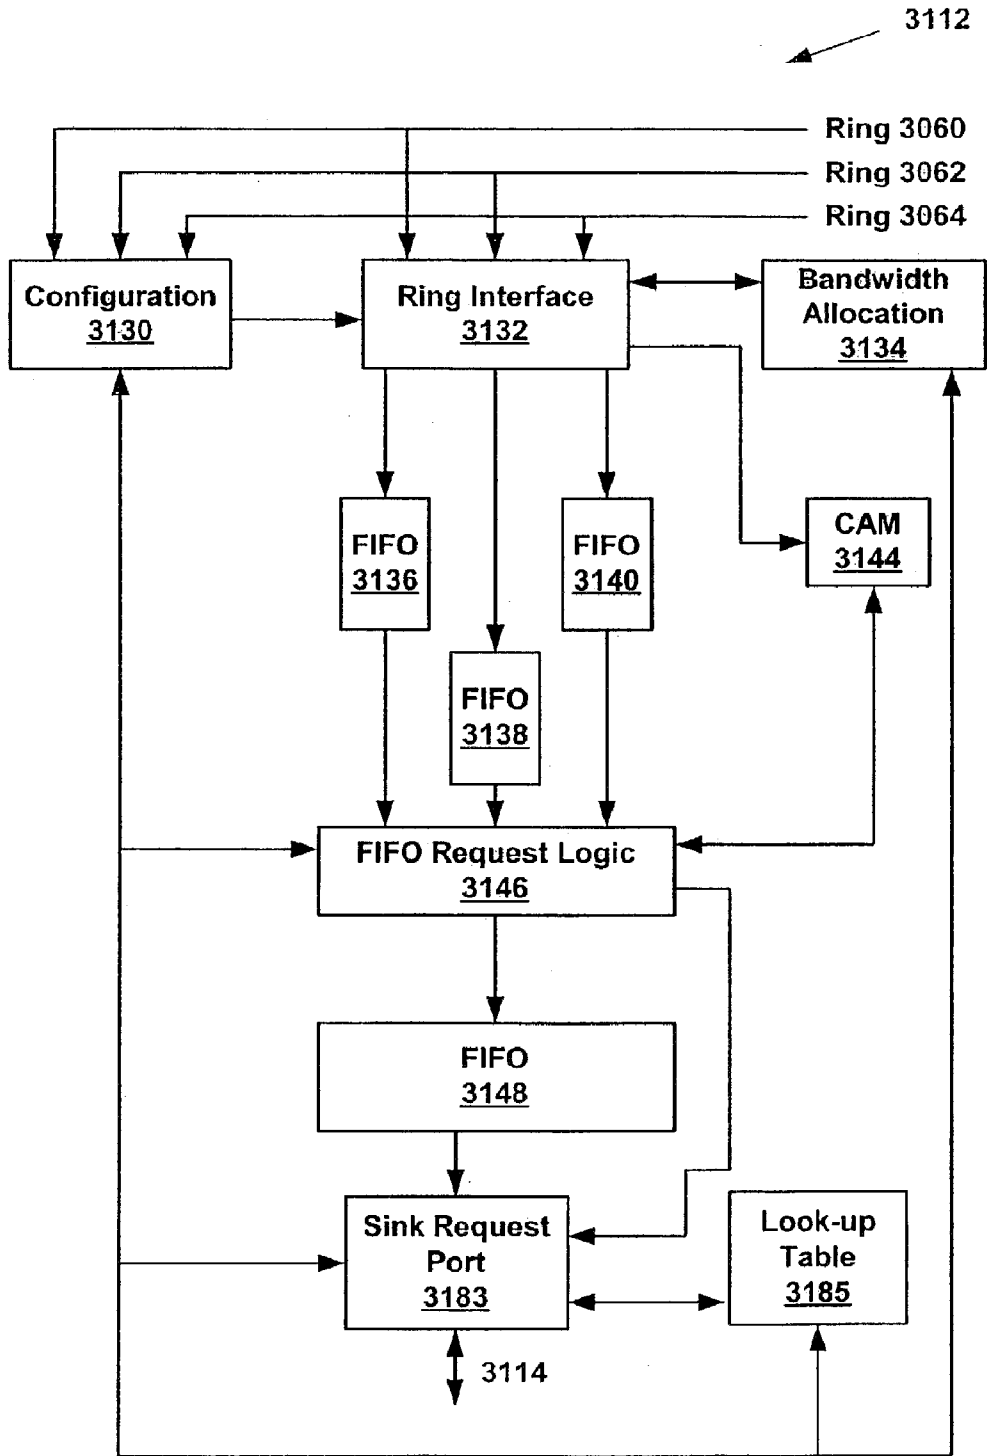 3112
Ring 3060
Ring 3062
Ring 3064
Configuration
3130
Ring Interface
3132
Bandwidth
Allocation
3134
FIFO
3136
FIFO
3140
CAM
3144
FIFO
3138
FIFO Request Logic
3146
FIFO
3148
Sink Request
Port
3183
Look-up
Table
3185
3114